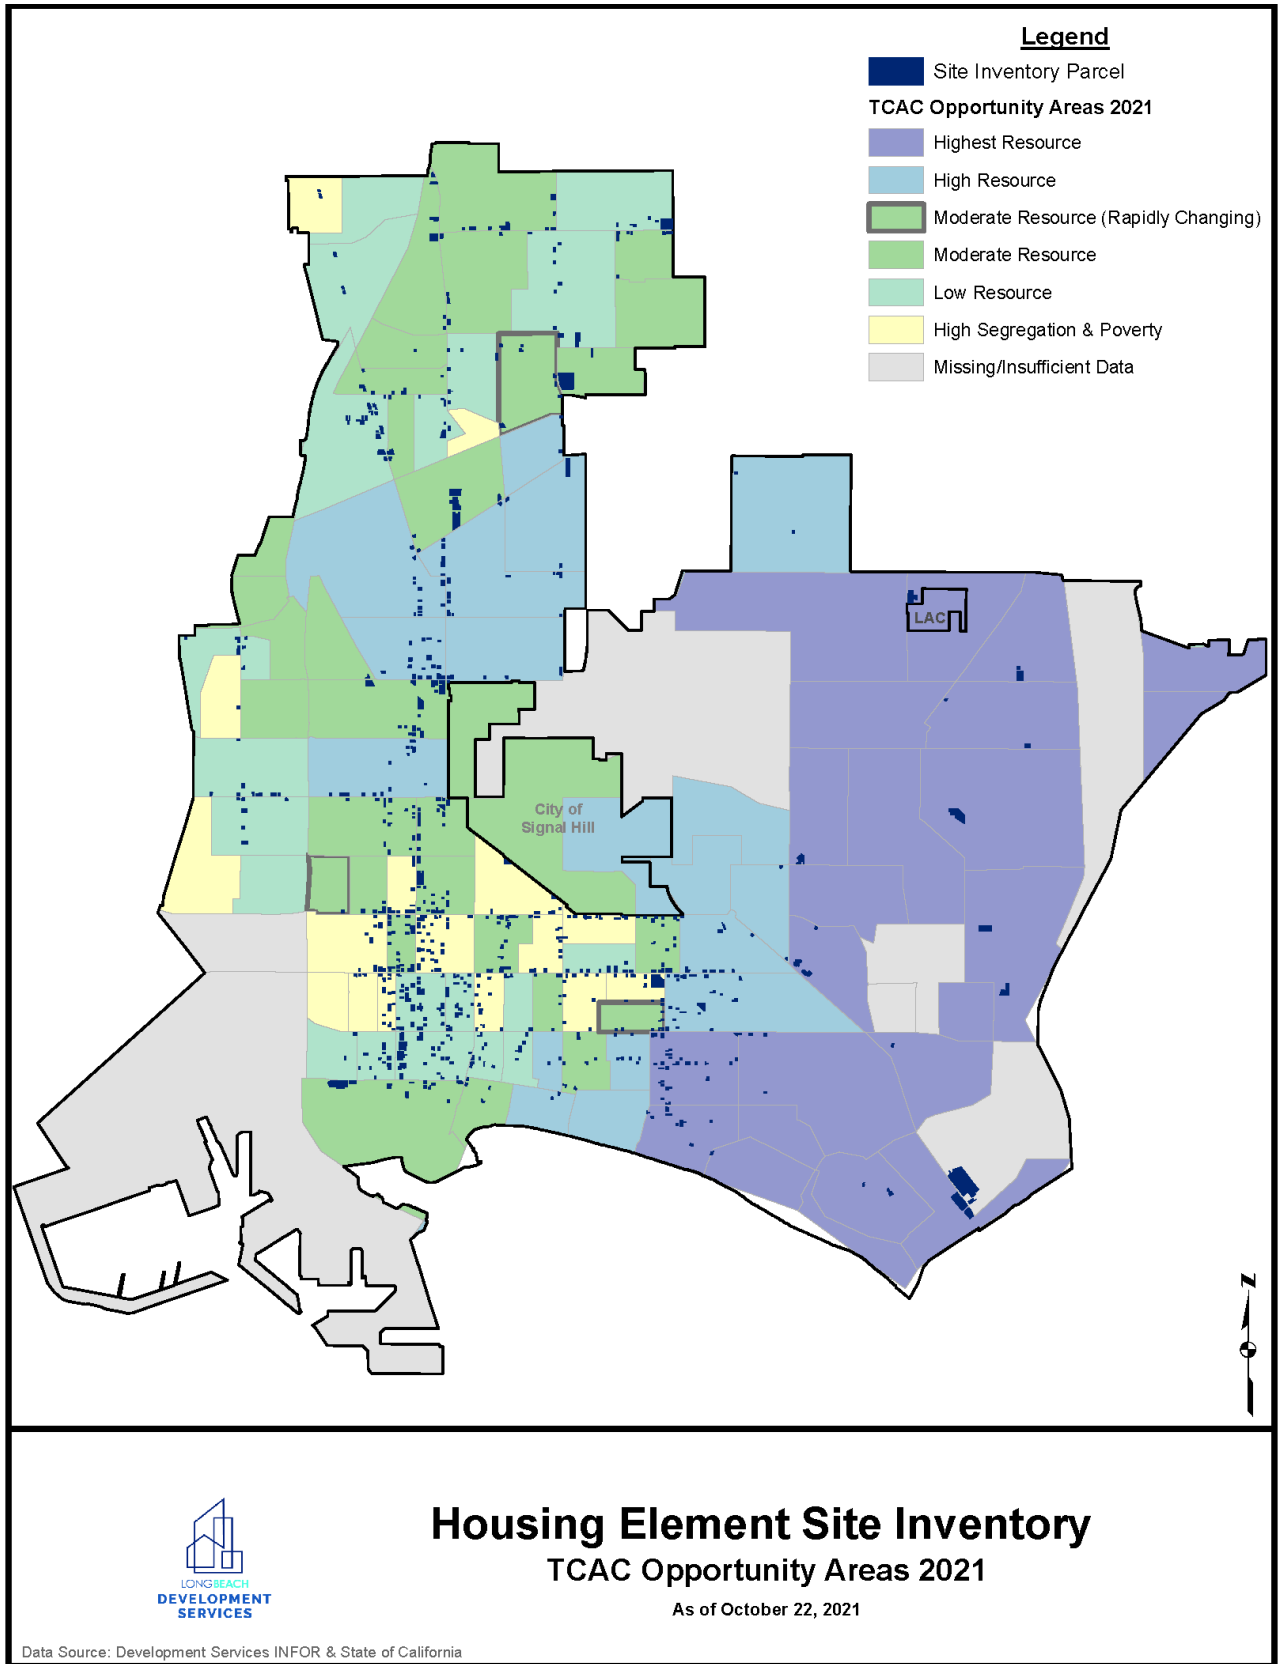 Legend
Site Inventory Parcel
TCAC Opportunity Areas 2021
Highest Resource
High Resource
Moderate Resource (Rapidly Changing)
Moderate Resource
Low Resource
High Segregation & Poverty
Missing/Insufficient Data
LAC
City of
Signal Hill
N
Housing Element Site Inventory
TCAC Opportunity Areas 2021
As of October 22, 2021
LONGBEACH
DEVELOPMENT
SERVICES
Data Source: Development Services INFOR & State of California